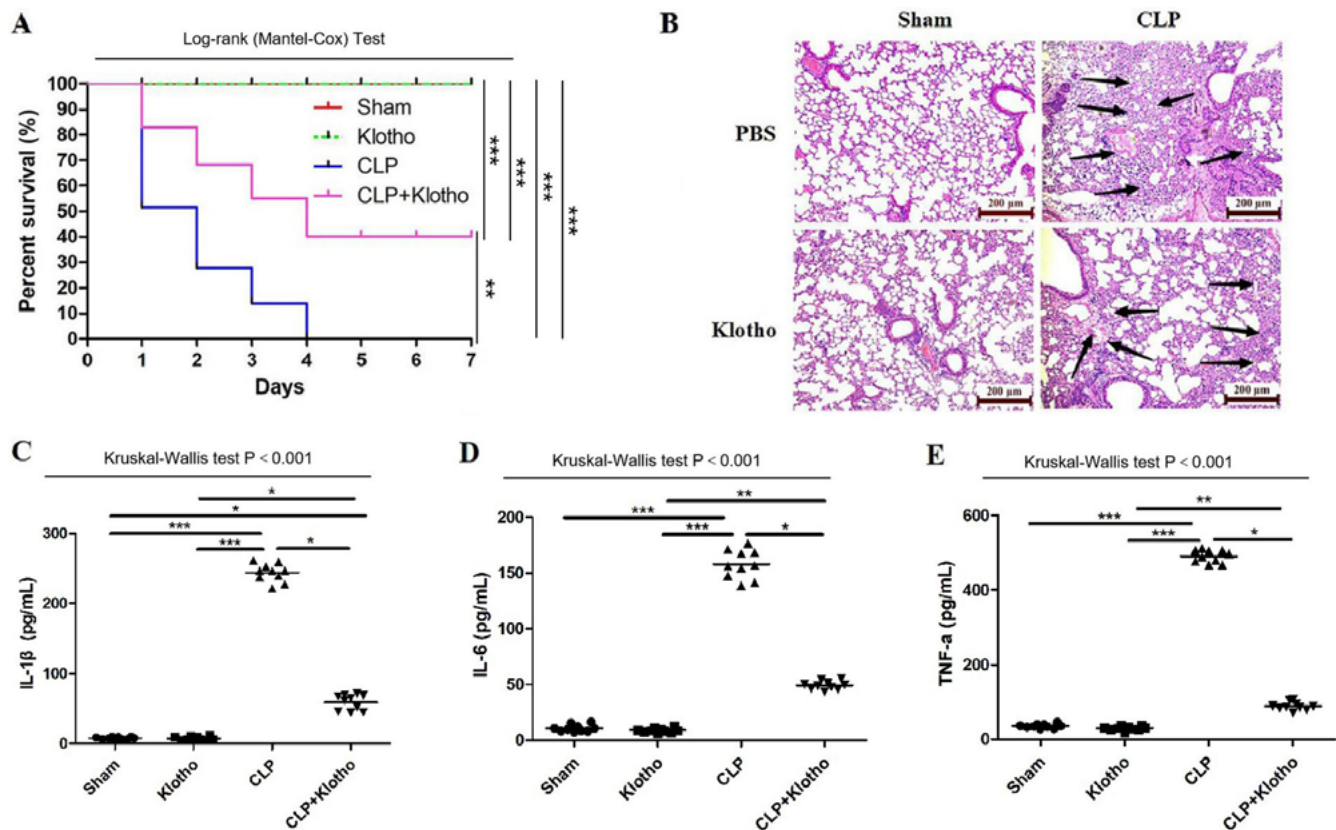 A
Log-rank (Mantel-Cox) Test
Percent survival (%)
100
90
80
70
60
50
40
30
20
10
0
0 1 2 3 4 5 6 7
Days
Sham
Klotho
CLP
CLP+Klotho
***
***
***
***
**
B
Sham CLP
PBS
Klotho
200 µm
200 µm
200 µm
200 µm
C
Kruskal-Wallis test P < 0.001
*
*
***
*** *
IL-1β (pg/mL)
300
200
100
0
Sham Klotho CLP CLP+Klotho
D
Kruskal-Wallis test P < 0.001
**
***
*** *
IL-6 (pg/mL)
200
150
100
50
0
Sham Klotho CLP CLP+Klotho
E
Kruskal-Wallis test P < 0.001
**
***
*** *
TNF-a (pg/mL)
600
400
200
0
Sham Klotho CLP CLP+Klotho